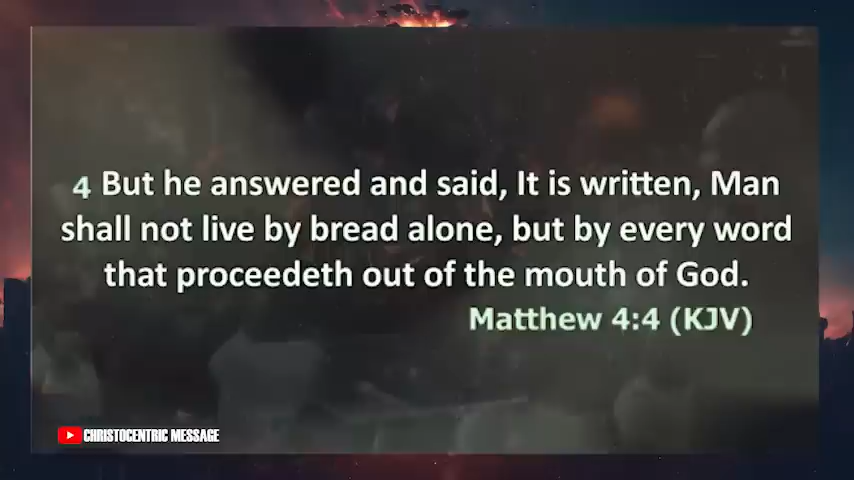 4 But he answered and said, It is written, Man
shall not live by bread alone, but by every word
that proceedeth out of the mouth of God.
Matthew 4:4 (KJV)
CHRISTOCENTRIC MESSAGE